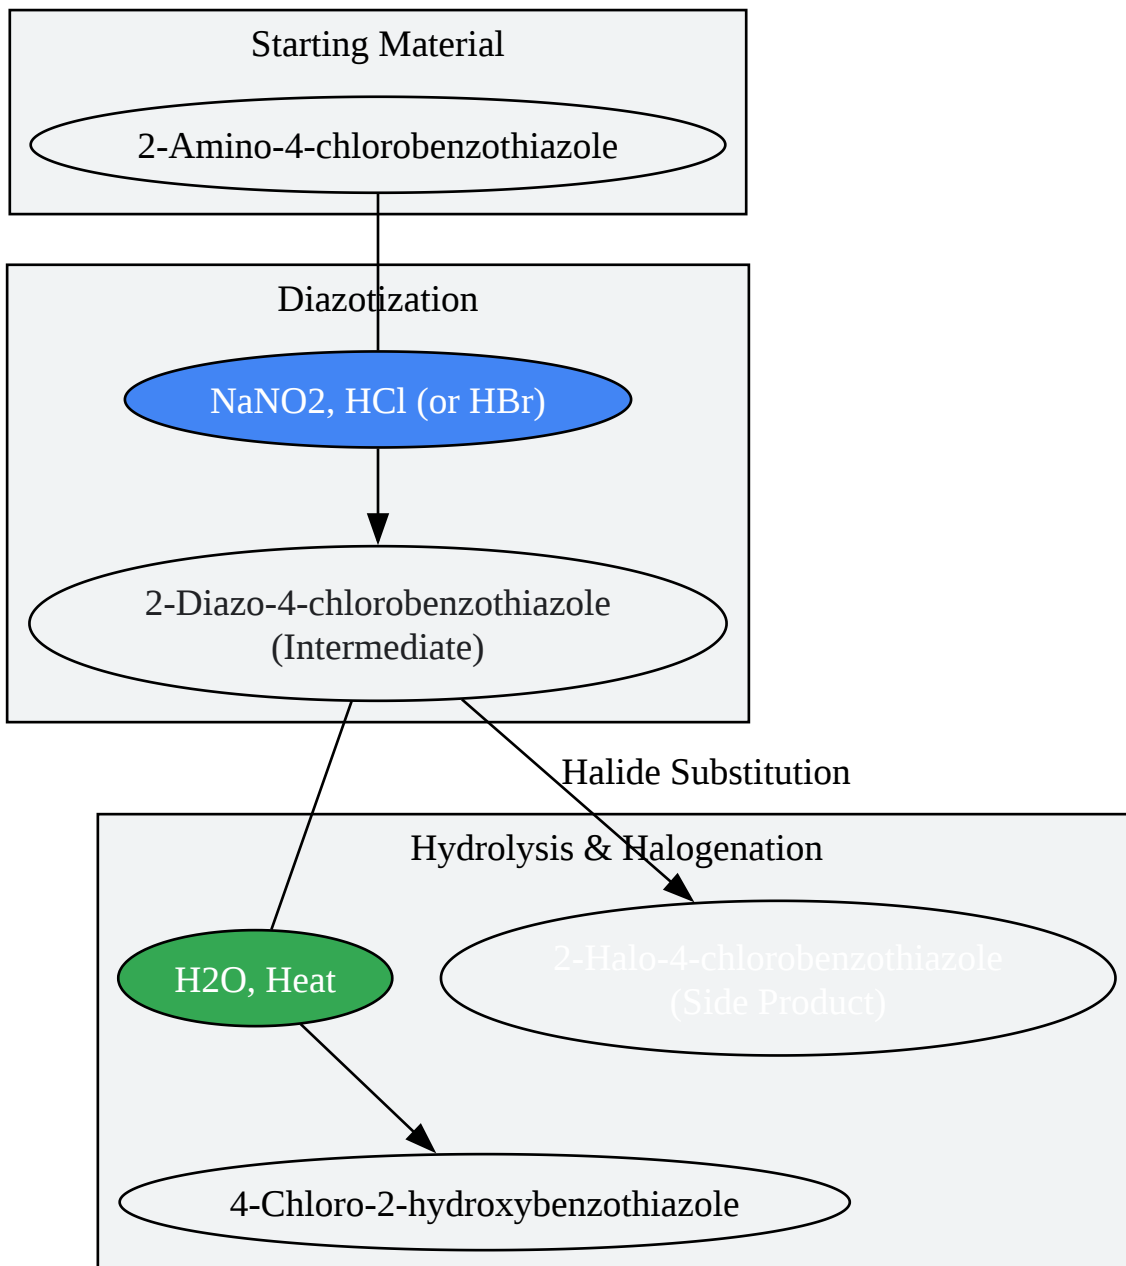 Starting Material
2-Amino-4-chlorobenzothiazole
Diazotization
NaNO2, HCl (or HBr)
2-Diazo-4-chlorobenzothiazole
(Intermediate)
Halide Substitution
Hydrolysis & Halogenation
2-Halo-4-chlorobenzothiazole
(Side Product)
H2O, Heat
4-Chloro-2-hydroxybenzothiazole